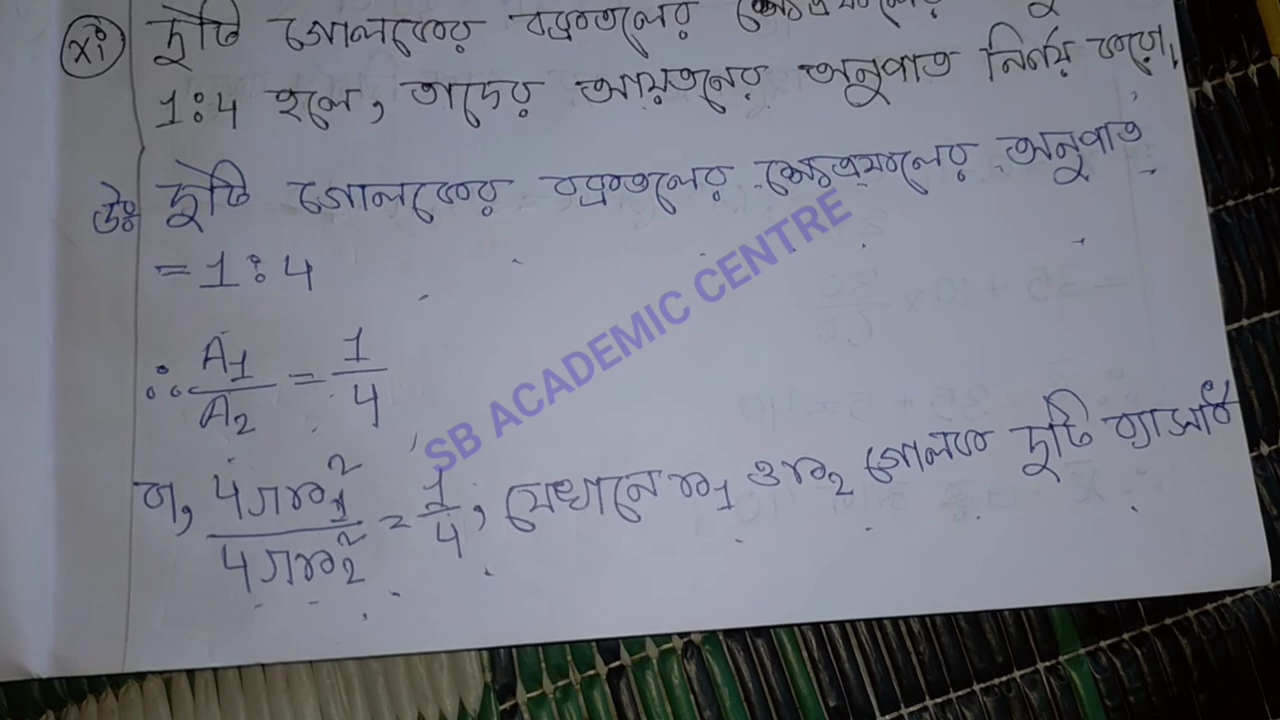 (xi) দুটি গোলকের বক্রতলের ক্ষেত্রফলের
1:4 হলে, তাদের আয়তনের অনুপাত নির্ণয় করো।
উঃ দুটি গোলকের বক্রতলের ক্ষেত্রফলের অনুপাত
= 1:4
∴ A₁/A₂ = 1/4
বা, 4πr₁²/4πr₂² = 1/4, যেখানে r₁ ও r₂ গোলক দুটি ব্যাসার্ধ
SB ACADEMIC CENTRE